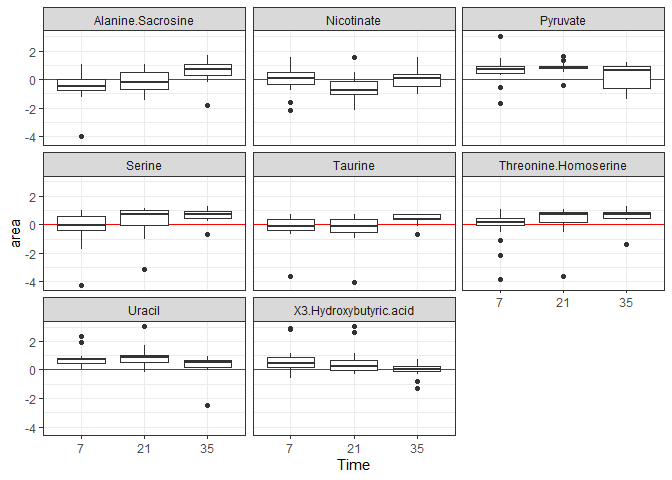 Alanine.Sacrosine Nicotinate Pyruvate
2
0
-2
-4
Serine Taurine Threonine.Homoserine
2
0
-2
-4
area
7 21 35
Uracil X3.Hydroxybutyric.acid
2
0
-2
-4
7 21 35 7 21 35
Time